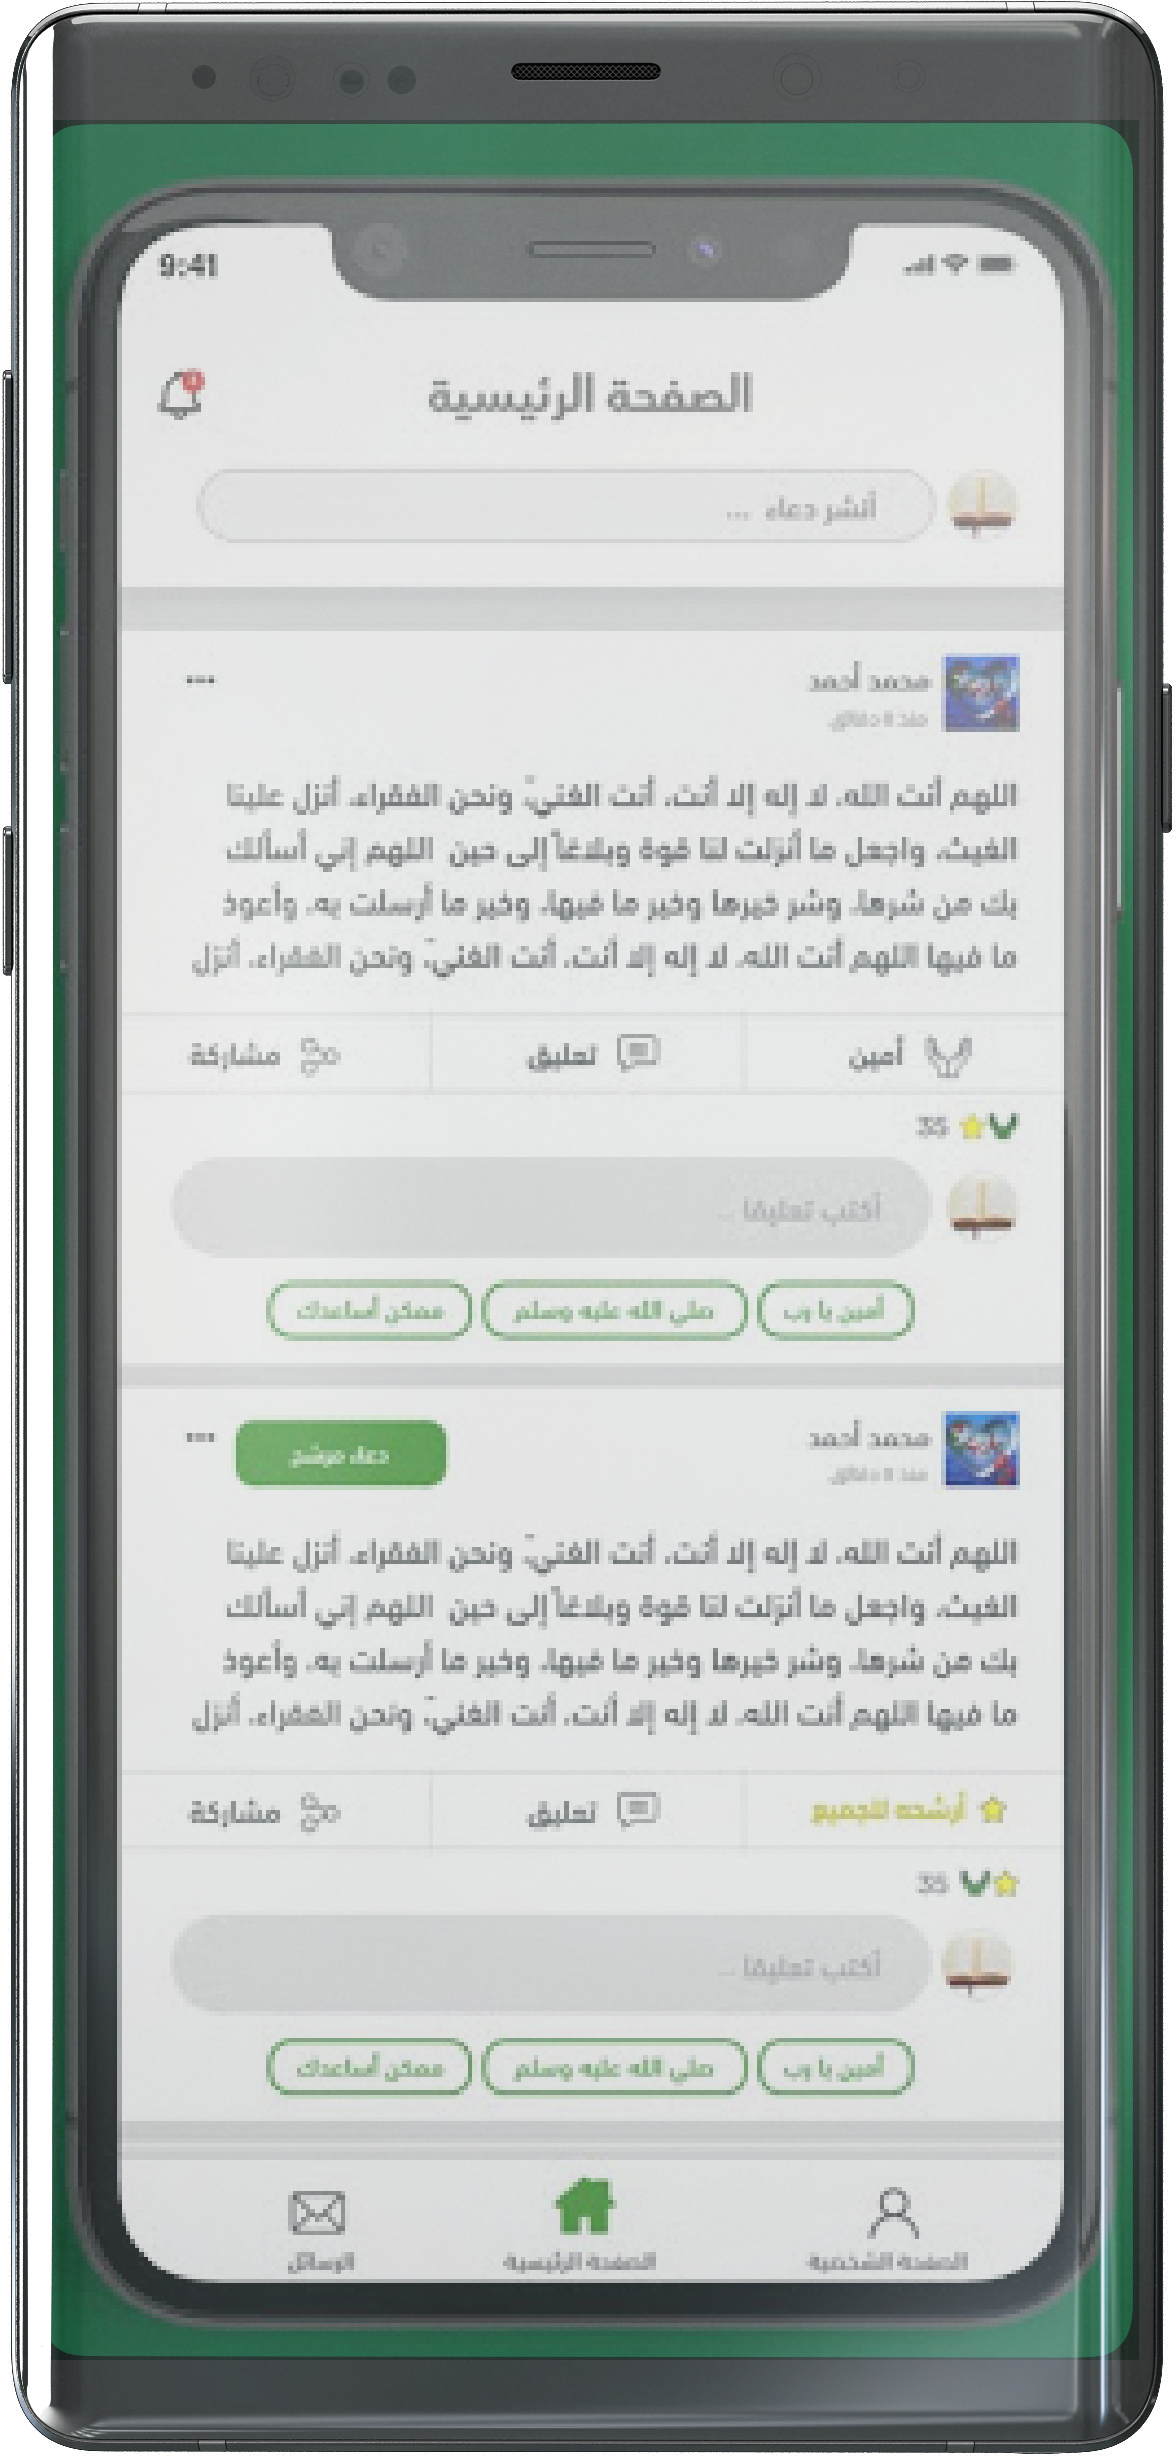 9:41
الصفحة الرئيسية
أنشر دعاء ...
محمد أحمد
منذ 8 دقائق
اللهم أنت الله، لا إله إلا أنت، أنت الغنيّ، ونحن الفقراء، أنزل علينا
الغيث، واجعل ما أنزلت لنا قوة وبلاغاً إلى حين اللهم إني أسألك
بك من شرها، وشر خيرها وخير ما فيها، وخير ما أرسلت به، وأعوذ
ما فيها اللهم أنت الله، لا إله إلا أنت، أنت الغنيّ، ونحن الفقراء، أنزل
أمين تعليق مشاركة
35
أكتب تعليقا ..
أمين يا رب صلي الله عليه وسلم ممكن أساعدك
محمد أحمد دعاء مرشح
منذ 8 دقائق
اللهم أنت الله، لا إله إلا أنت، أنت الغنيّ، ونحن الفقراء، أنزل علينا
الغيث، واجعل ما أنزلت لنا قوة وبلاغاً إلى حين اللهم إني أسألك
بك من شرها، وشر خيرها وخير ما فيها، وخير ما أرسلت به، وأعوذ
ما فيها اللهم أنت الله، لا إله إلا أنت، أنت الغنيّ، ونحن الفقراء، أنزل
أرشحه للجميع تعليق مشاركة
35
أكتب تعليقا ..
أمين يا رب صلي الله عليه وسلم ممكن أساعدك
الصفحة الشخصية الصفحة الرئيسية الرسائل